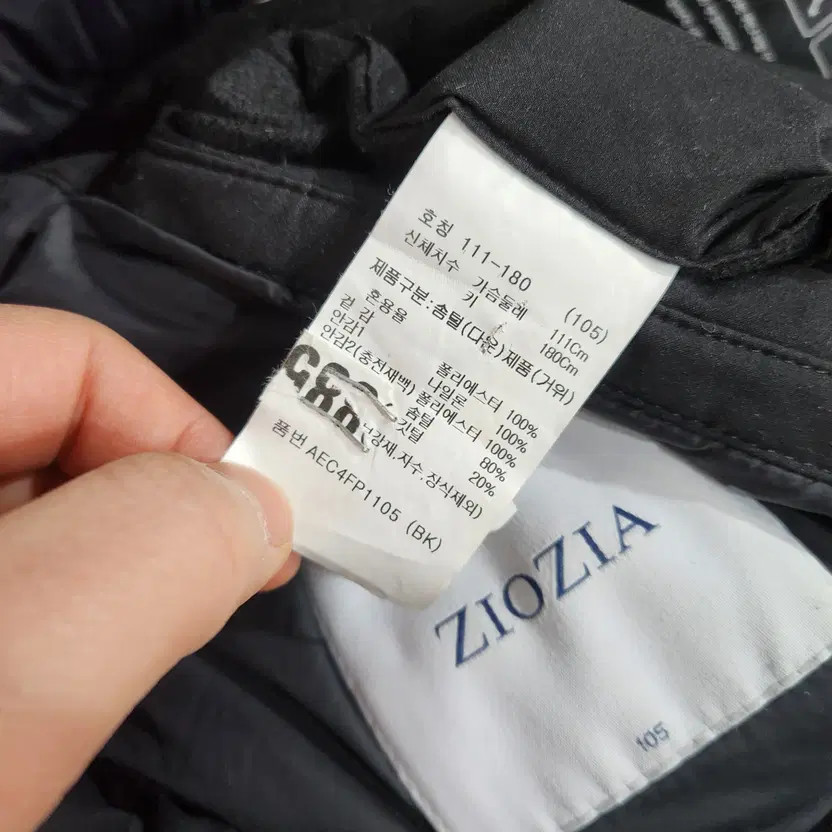 호칭 111-180 (105)
신체치수 가슴둘레 111Cm
키 180Cm
제품구분:솜털(다운)제품(거위)
혼용율
겉 감 폴리에스터 100%
안감1 나일론 100%
안감2(충전재백) 폴리에스터 100%
솜털 80%
깃털 20%
자수,장식제외)
품번 AEC4FP1105 (BK)
ZIOZIA
105